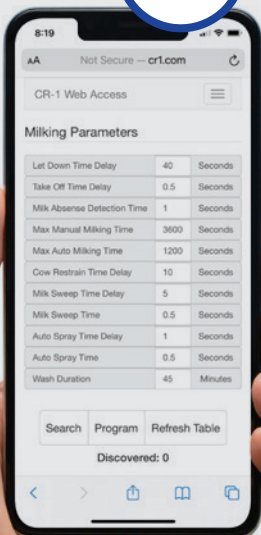 8:19
AA Not Secure — cr1.com
CR-1 Web Access
Milking Parameters
Let Down Time Delay 40 Seconds
Take Off Time Delay 0.5 Seconds
Milk Absense Detection Time 1 Seconds
Max Manual Milking Time 3600 Seconds
Max Auto Milking Time 1200 Seconds
Cow Restrain Time Delay 10 Seconds
Milk Sweep Time Delay 5 Seconds
Milk Sweep Time 0.5 Seconds
Auto Spray Time Delay 1 Seconds
Auto Spray Time 0.5 Seconds
Wash Duration 45 Minutes
Search Program Refresh Table
Discovered: 0